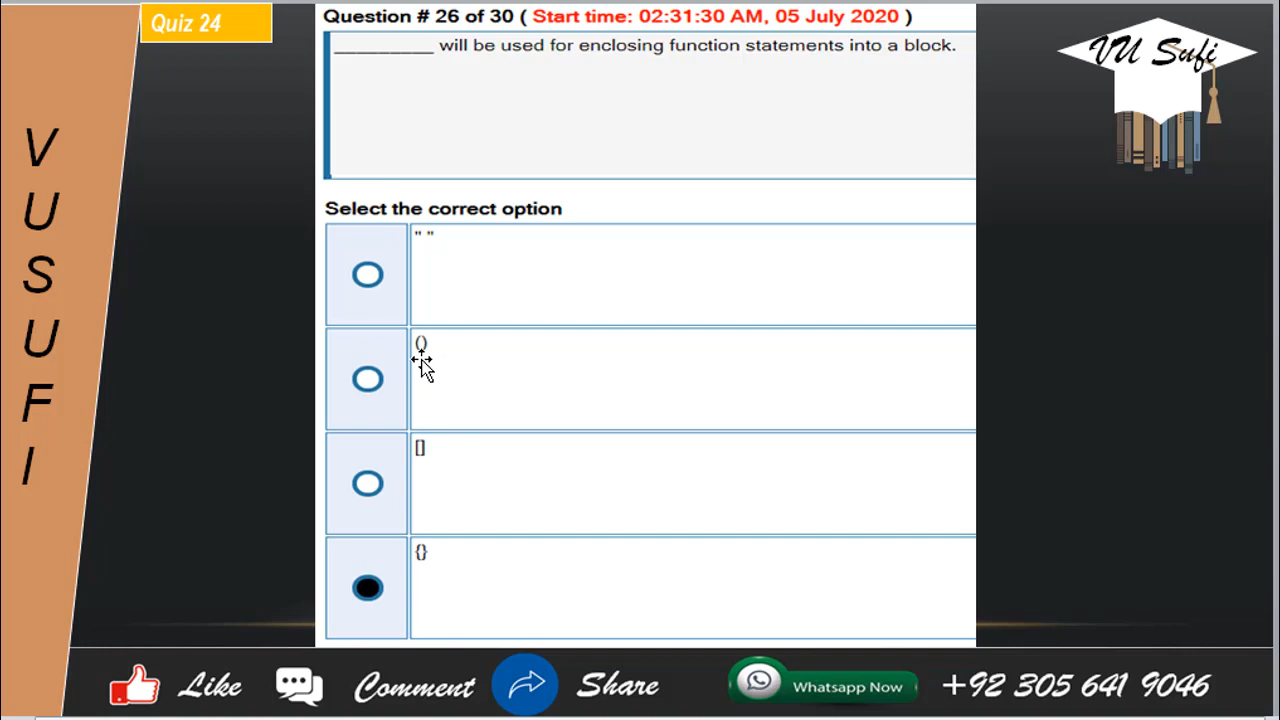 Quiz 24
Question # 26 of 30 ( Start time: 02:31:30 AM, 05 July 2020 )
VU Sufi
__________ will be used for enclosing function statements into a block.
V
U
S
U
F
I
Select the correct option
" "
()
[]
{}
Like
Comment
Share
Whatsapp Now
+92 305 641 9046